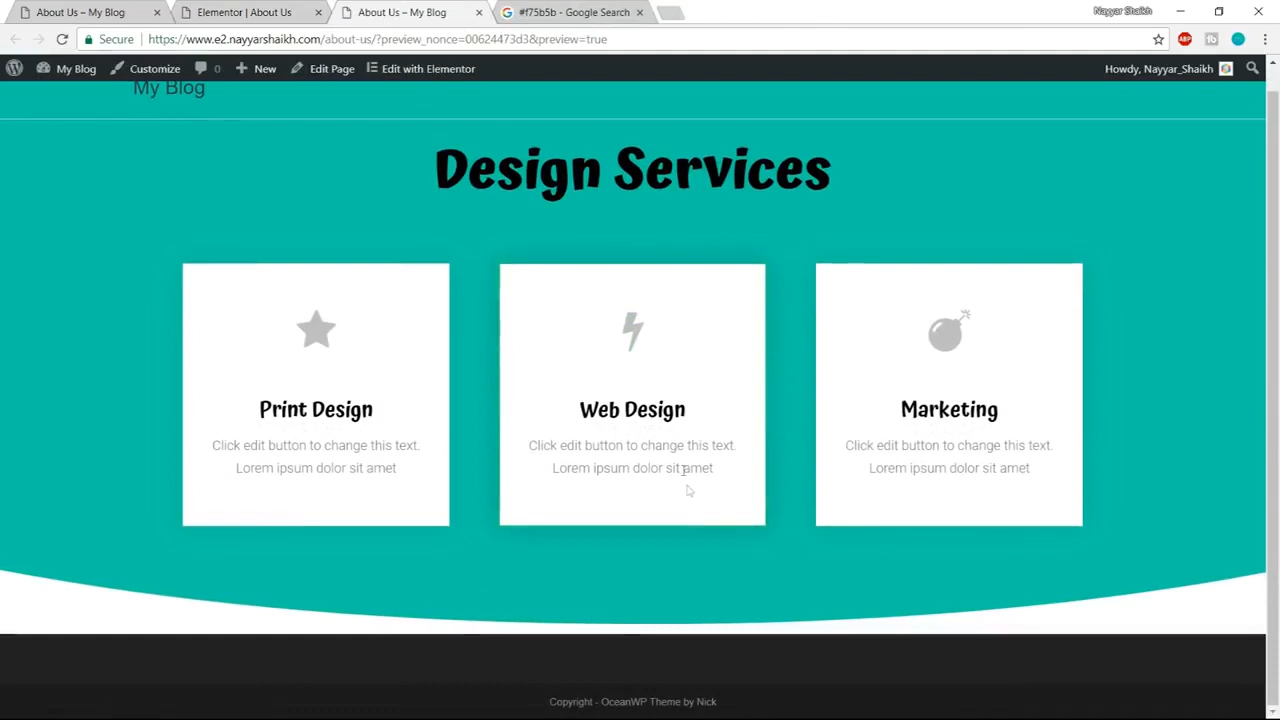 About Us – My Blog
Elementor | About Us
About Us – My Blog
#f75b5b - Google Search
Nayyar Shaikh
Secure
https://www.e2.nayyarshaikh.com/about-us/?preview_nonce=00624473d3&preview=true
ABP
My Blog
Customize
0
New
Edit Page
Edit with Elementor
Howdy, Nayyar_Shaikh
My Blog
Design Services
Print Design
Click edit button to change this text.
Lorem ipsum dolor sit amet
Web Design
Click edit button to change this text.
Lorem ipsum dolor sit amet
Marketing
Click edit button to change this text.
Lorem ipsum dolor sit amet
Copyright - OceanWP Theme by Nick